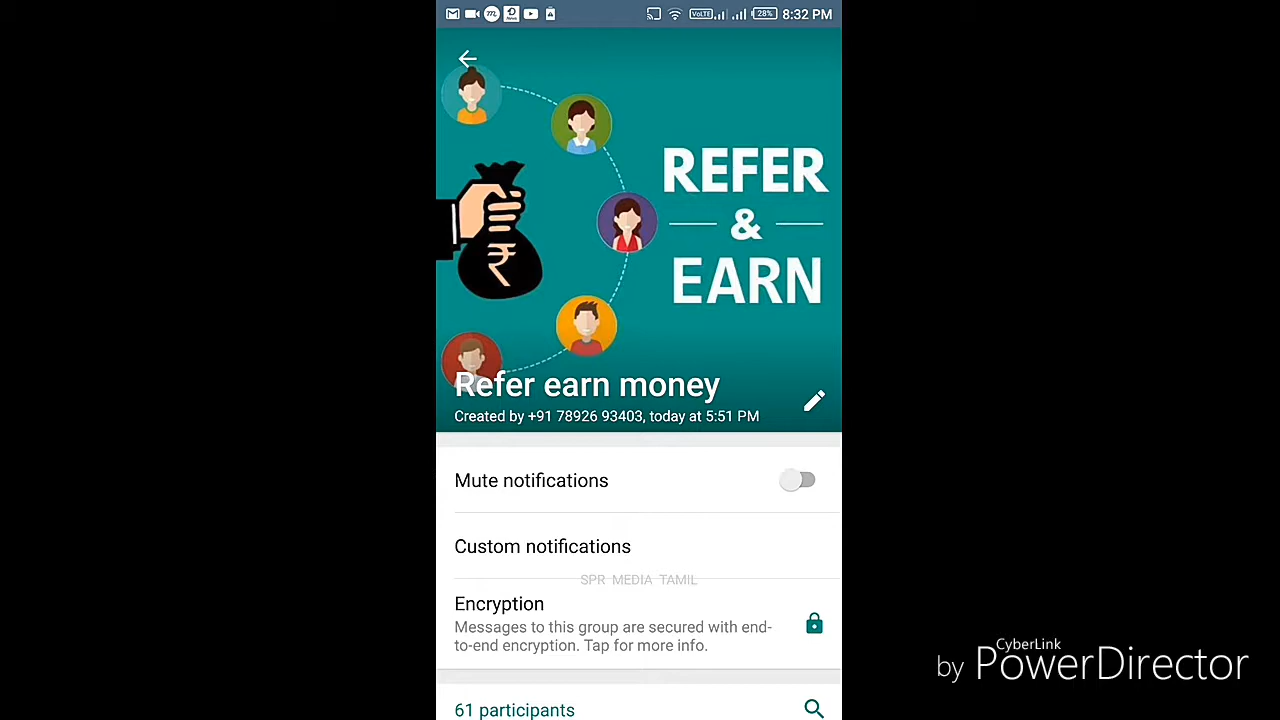 VoLTE 28% 8:32 PM
REFER
&
EARN
₹
Refer earn money
Created by +91 78926 93403, today at 5:51 PM
Mute notifications
Custom notifications
SPR MEDIA TAMIL
Encryption
Messages to this group are secured with end-
to-end encryption. Tap for more info.
61 participants
CyberLink
by PowerDirector